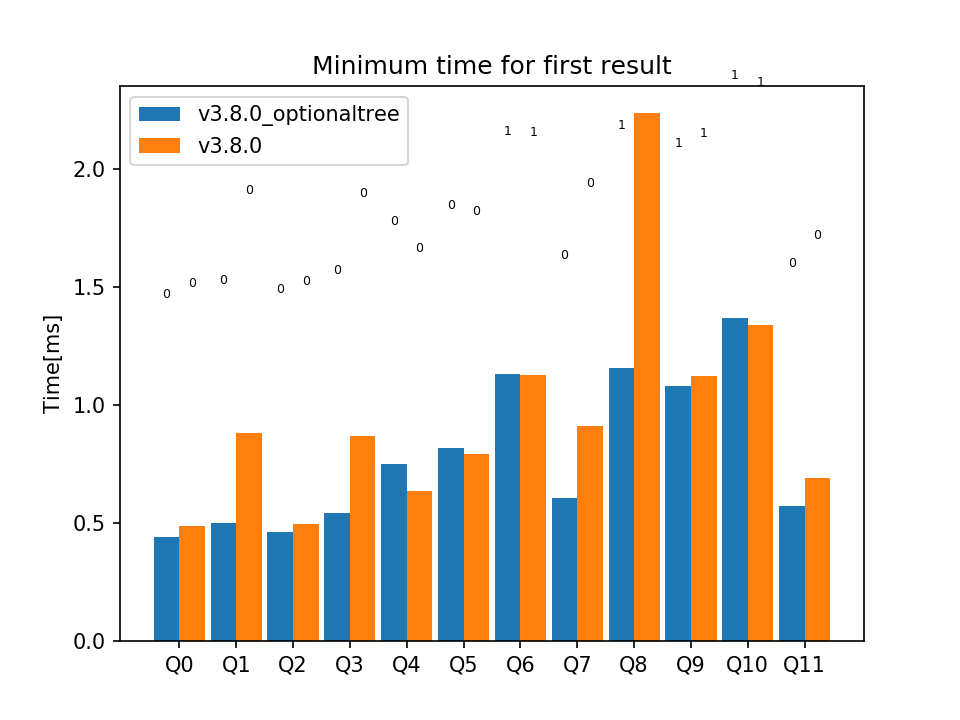 Minimum time for first result
v3.8.0_optionaltree
v3.8.0
Time[ms]
2.0
1.5
1.0
0.5
0.0
0 0 0 0 0 0 0 0 0 0 0 0 1 1 0 0 1 1 1 1 1 0 0
Q0 Q1 Q2 Q3 Q4 Q5 Q6 Q7 Q8 Q9 Q10 Q11